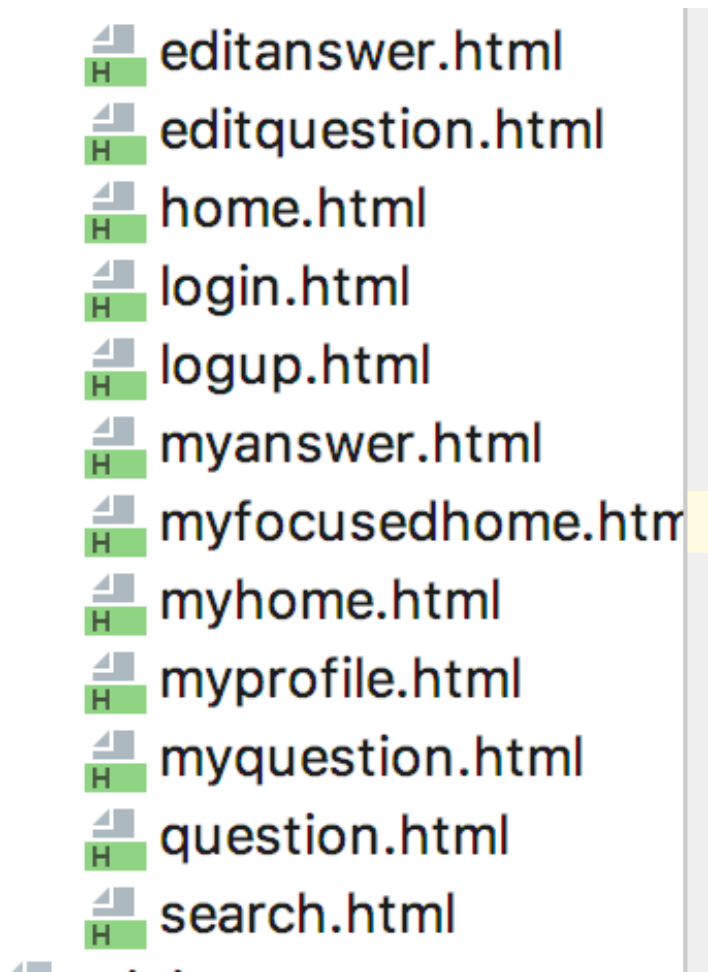 H editanswer.html
H editquestion.html
H home.html
H login.html
H logup.html
H myanswer.html
H myfocusedhome.htm
H myhome.html
H myprofile.html
H myquestion.html
H question.html
H search.html